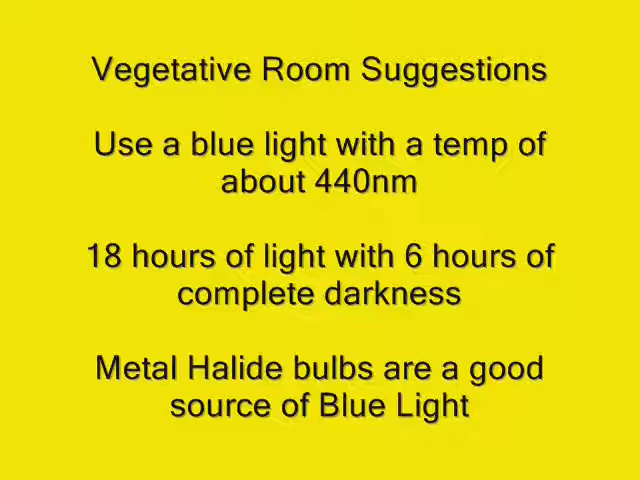 Vegetative Room Suggestions
Use a blue light with a temp of
about 440nm
18 hours of light with 6 hours of
complete darkness
Metal Halide bulbs are a good
source of Blue Light